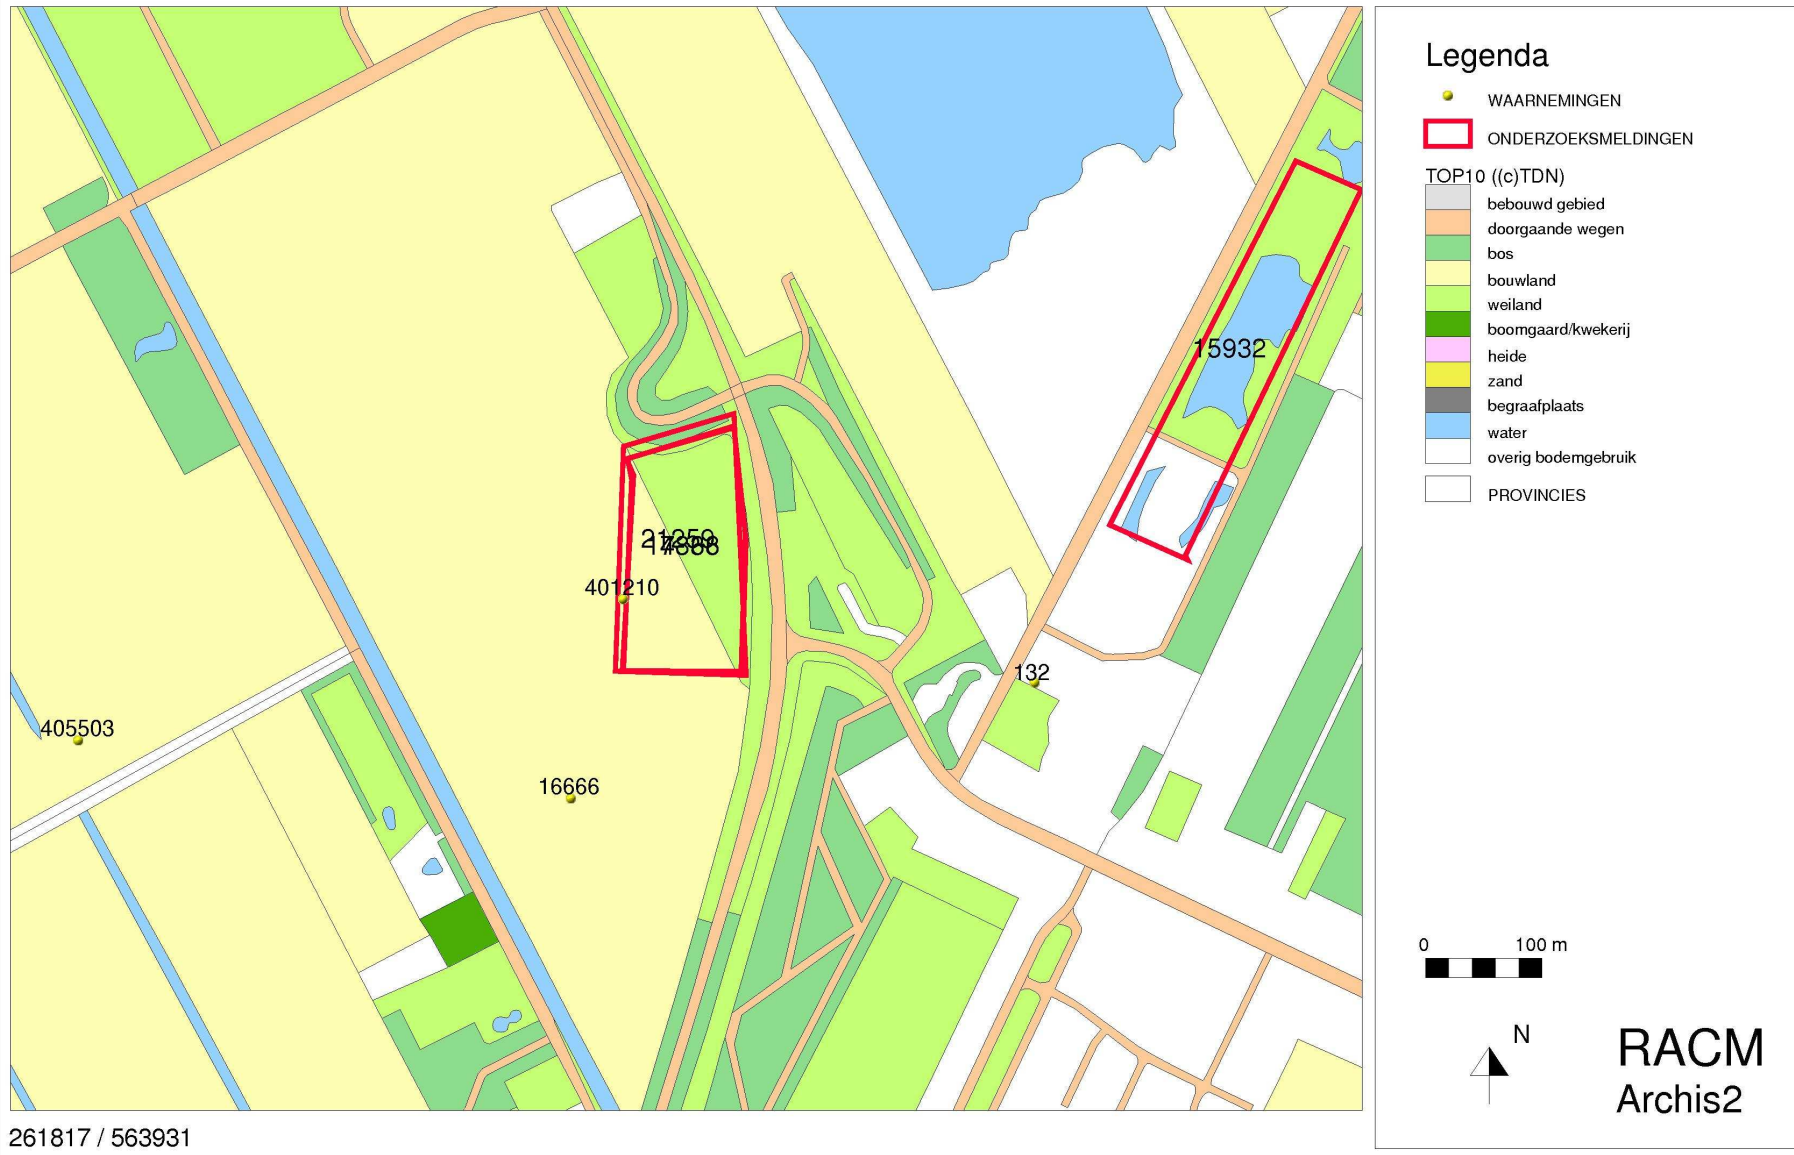 Legenda
WAARNEMINGEN
ONDERZOEKSMELDINGEN
TOP10 ((c)TDN)
bebouwd gebied
doorgaande wegen
bos
bouwland
weiland
boomgaard/kwekerij
heide
zand
begraafplaats
water
overig bodemgebruik
PROVINCIES
15932
21259
401210
132
405503
16666
0 100 m
N
RACM
Archis2
261817 / 563931